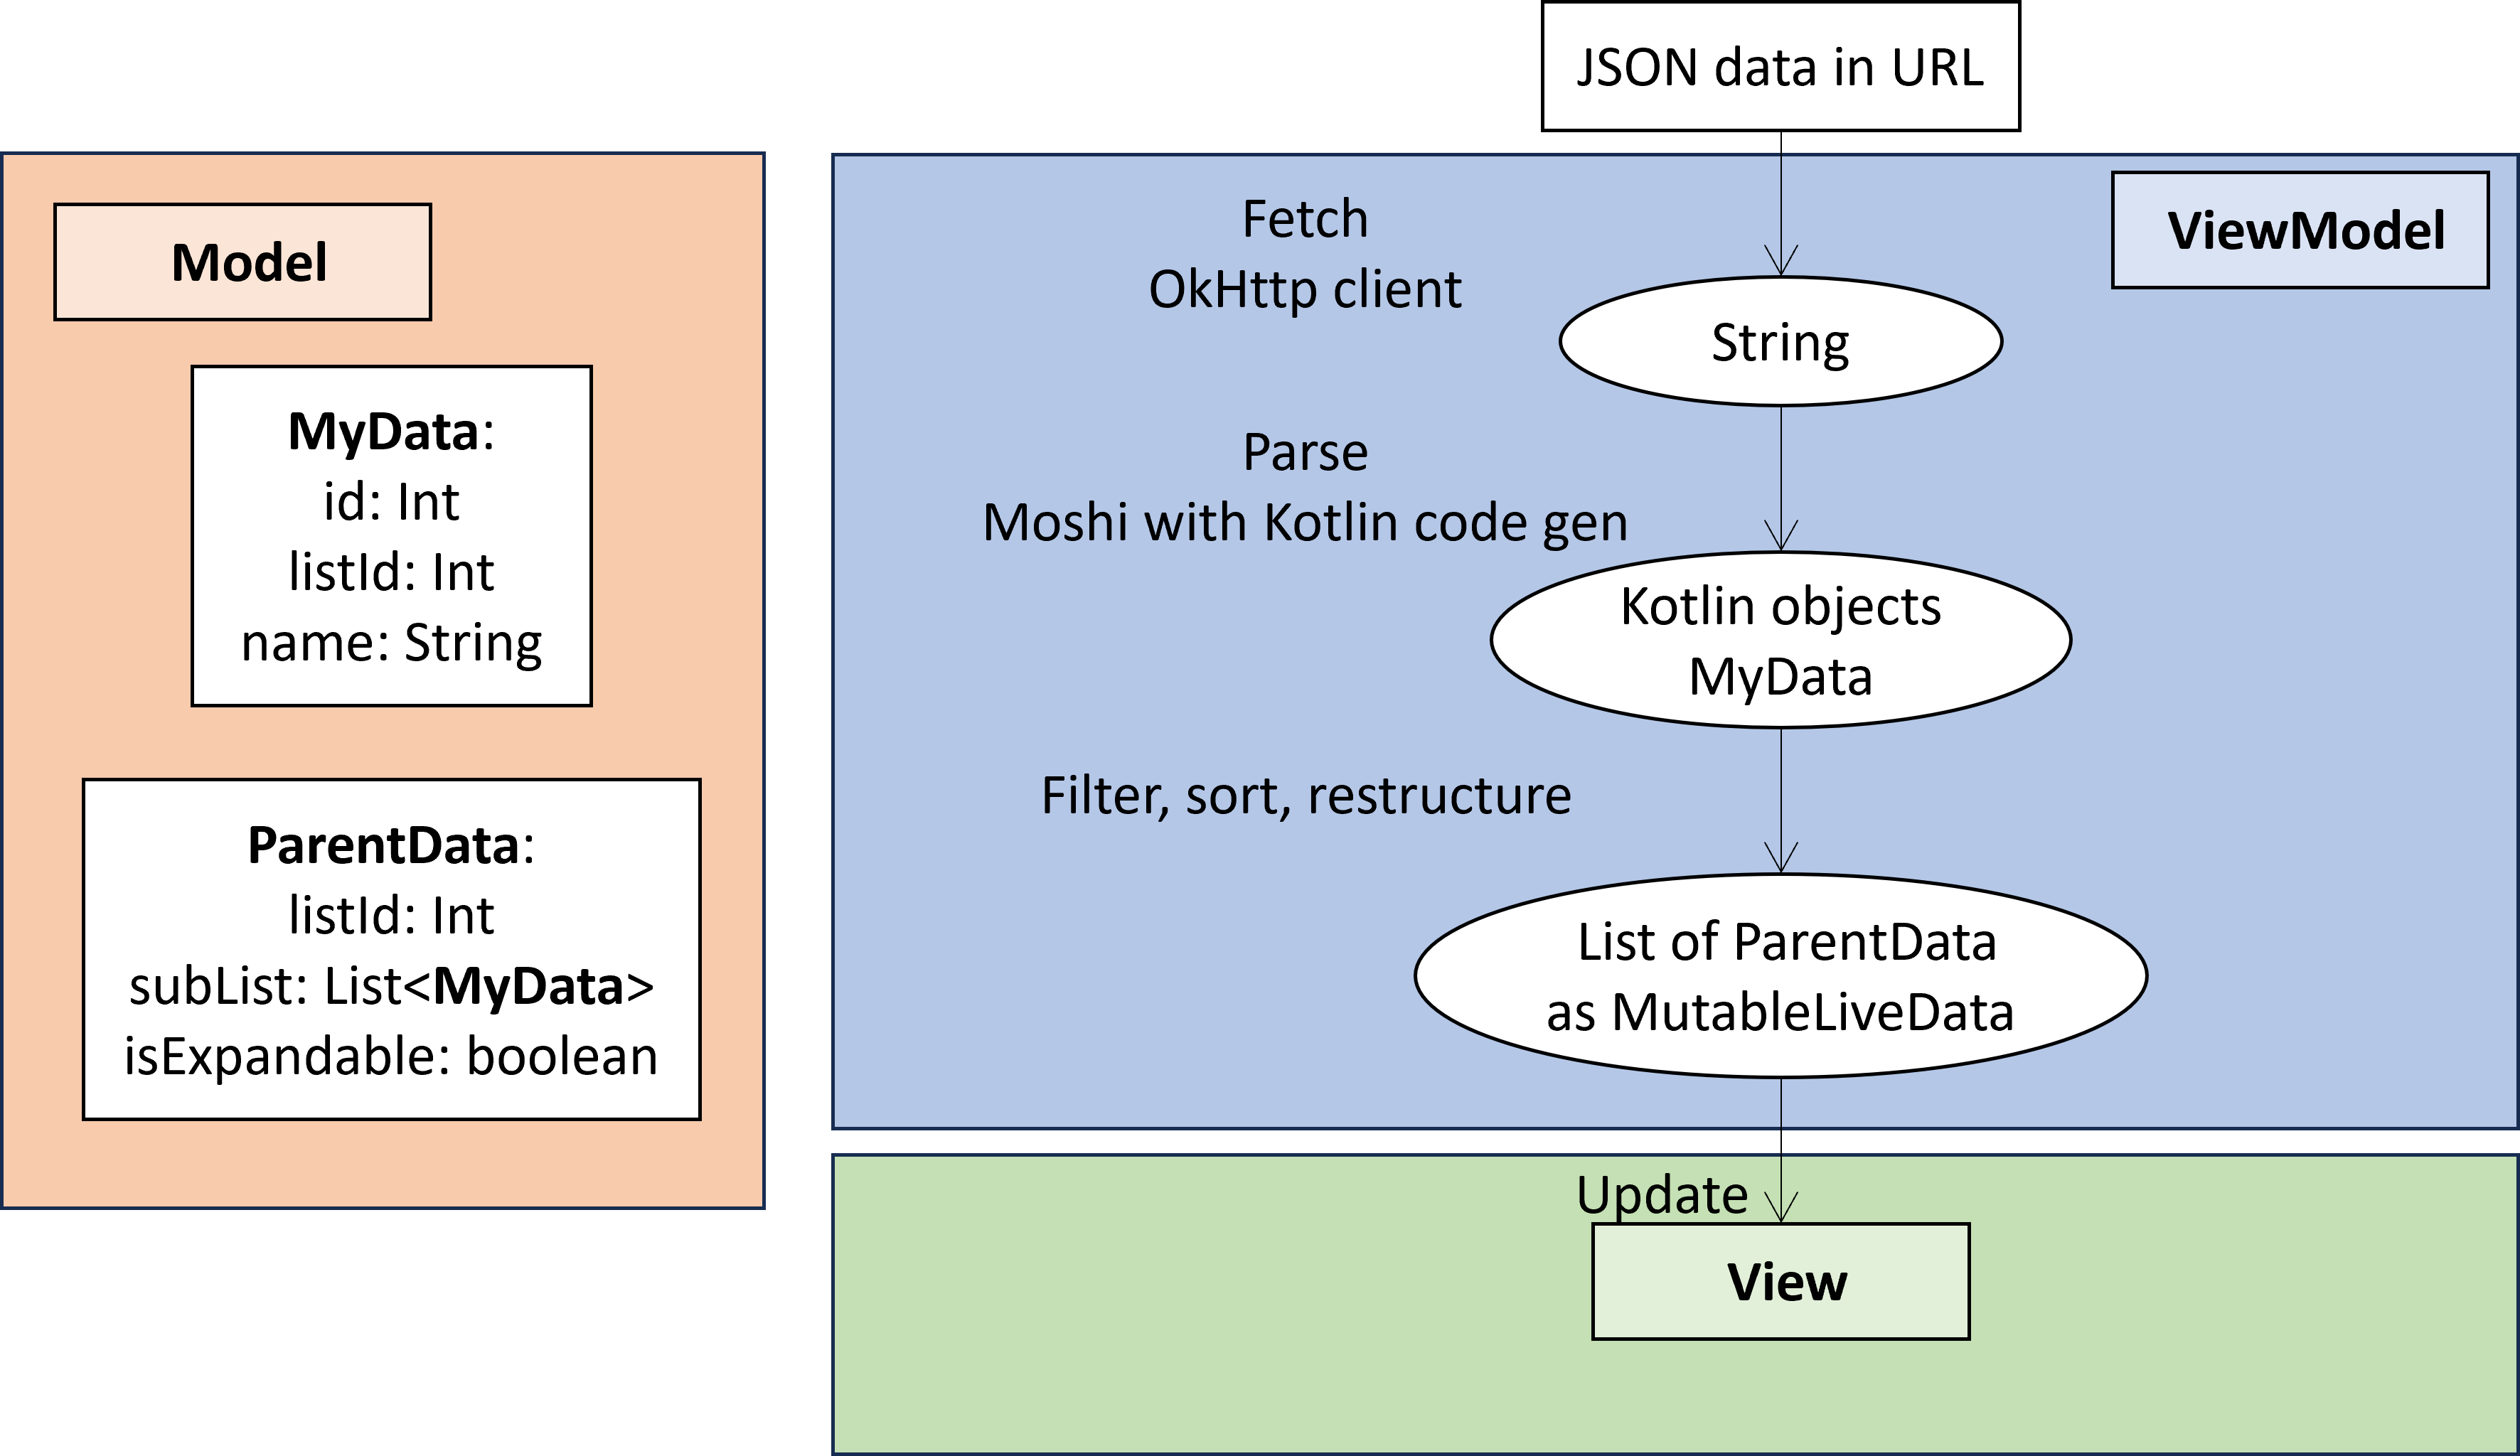 JSON data in URL
Model
MyData:
id: Int
listId: Int
name: String
ParentData:
listId: Int
subList: List<MyData>
isExpandable: boolean
ViewModel
Fetch
OkHttp client
String
Parse
Moshi with Kotlin code gen
Kotlin objects
MyData
Filter, sort, restructure
List of ParentData
as MutableLiveData
Update
View